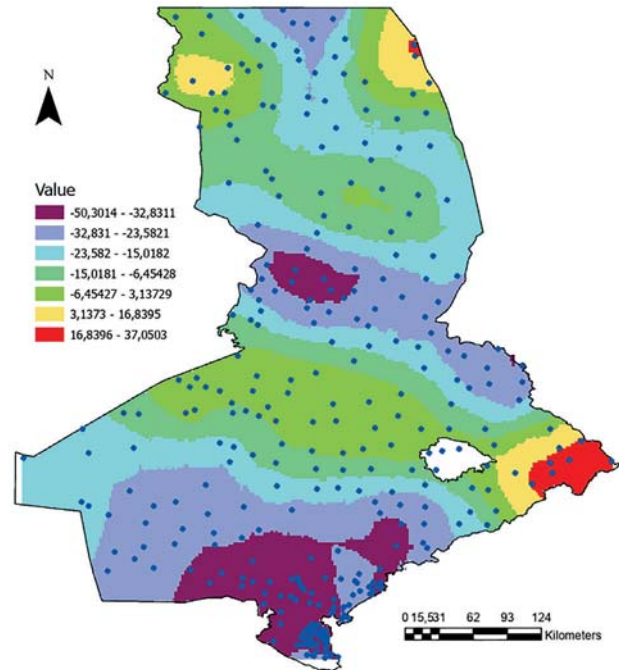 N
Value
-50,3014 - -32,8311
-32,831 - -23,5821
-23,582 - -15,0182
-15,0181 - -6,45428
-6,45427 - 3,13729
3,1373 - 16,8395
16,8396 - 37,0503
0 15,531 62 93 124
Kilometers